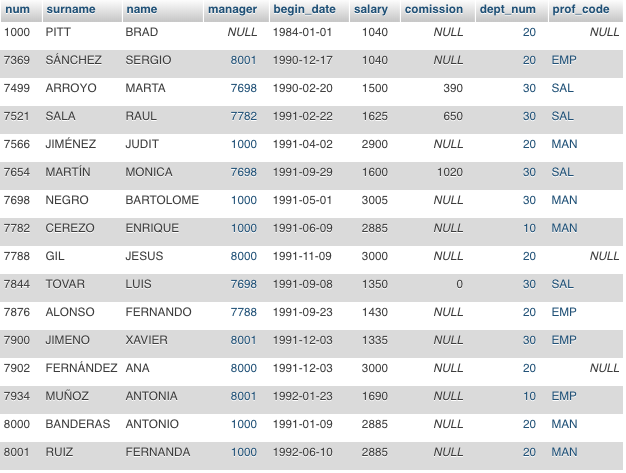 num surname name manager begin_date salary comission dept_num prof_code
1000 PITT BRAD NULL 1984-01-01 1040 NULL 20 NULL
7369 SÁNCHEZ SERGIO 8001 1990-12-17 1040 NULL 20 EMP
7499 ARROYO MARTA 7698 1990-02-20 1500 390 30 SAL
7521 SALA RAUL 7782 1991-02-22 1625 650 30 SAL
7566 JIMÉNEZ JUDIT 1000 1991-04-02 2900 NULL 20 MAN
7654 MARTÍN MONICA 7698 1991-09-29 1600 1020 30 SAL
7698 NEGRO BARTOLOME 1000 1991-05-01 3005 NULL 30 MAN
7782 CEREZO ENRIQUE 1000 1991-06-09 2885 NULL 10 MAN
7788 GIL JESUS 8000 1991-11-09 3000 NULL 20 NULL
7844 TOVAR LUIS 7698 1991-09-08 1350 0 30 SAL
7876 ALONSO FERNANDO 7788 1991-09-23 1430 NULL 20 EMP
7900 JIMENO XAVIER 8001 1991-12-03 1335 NULL 30 EMP
7902 FERNÁNDEZ ANA 8000 1991-12-03 3000 NULL 20 NULL
7934 MUÑOZ ANTONIA 8001 1992-01-23 1690 NULL 10 EMP
8000 BANDERAS ANTONIO 1000 1991-01-09 2885 NULL 20 MAN
8001 RUIZ FERNANDA 1000 1992-06-10 2885 NULL 20 MAN